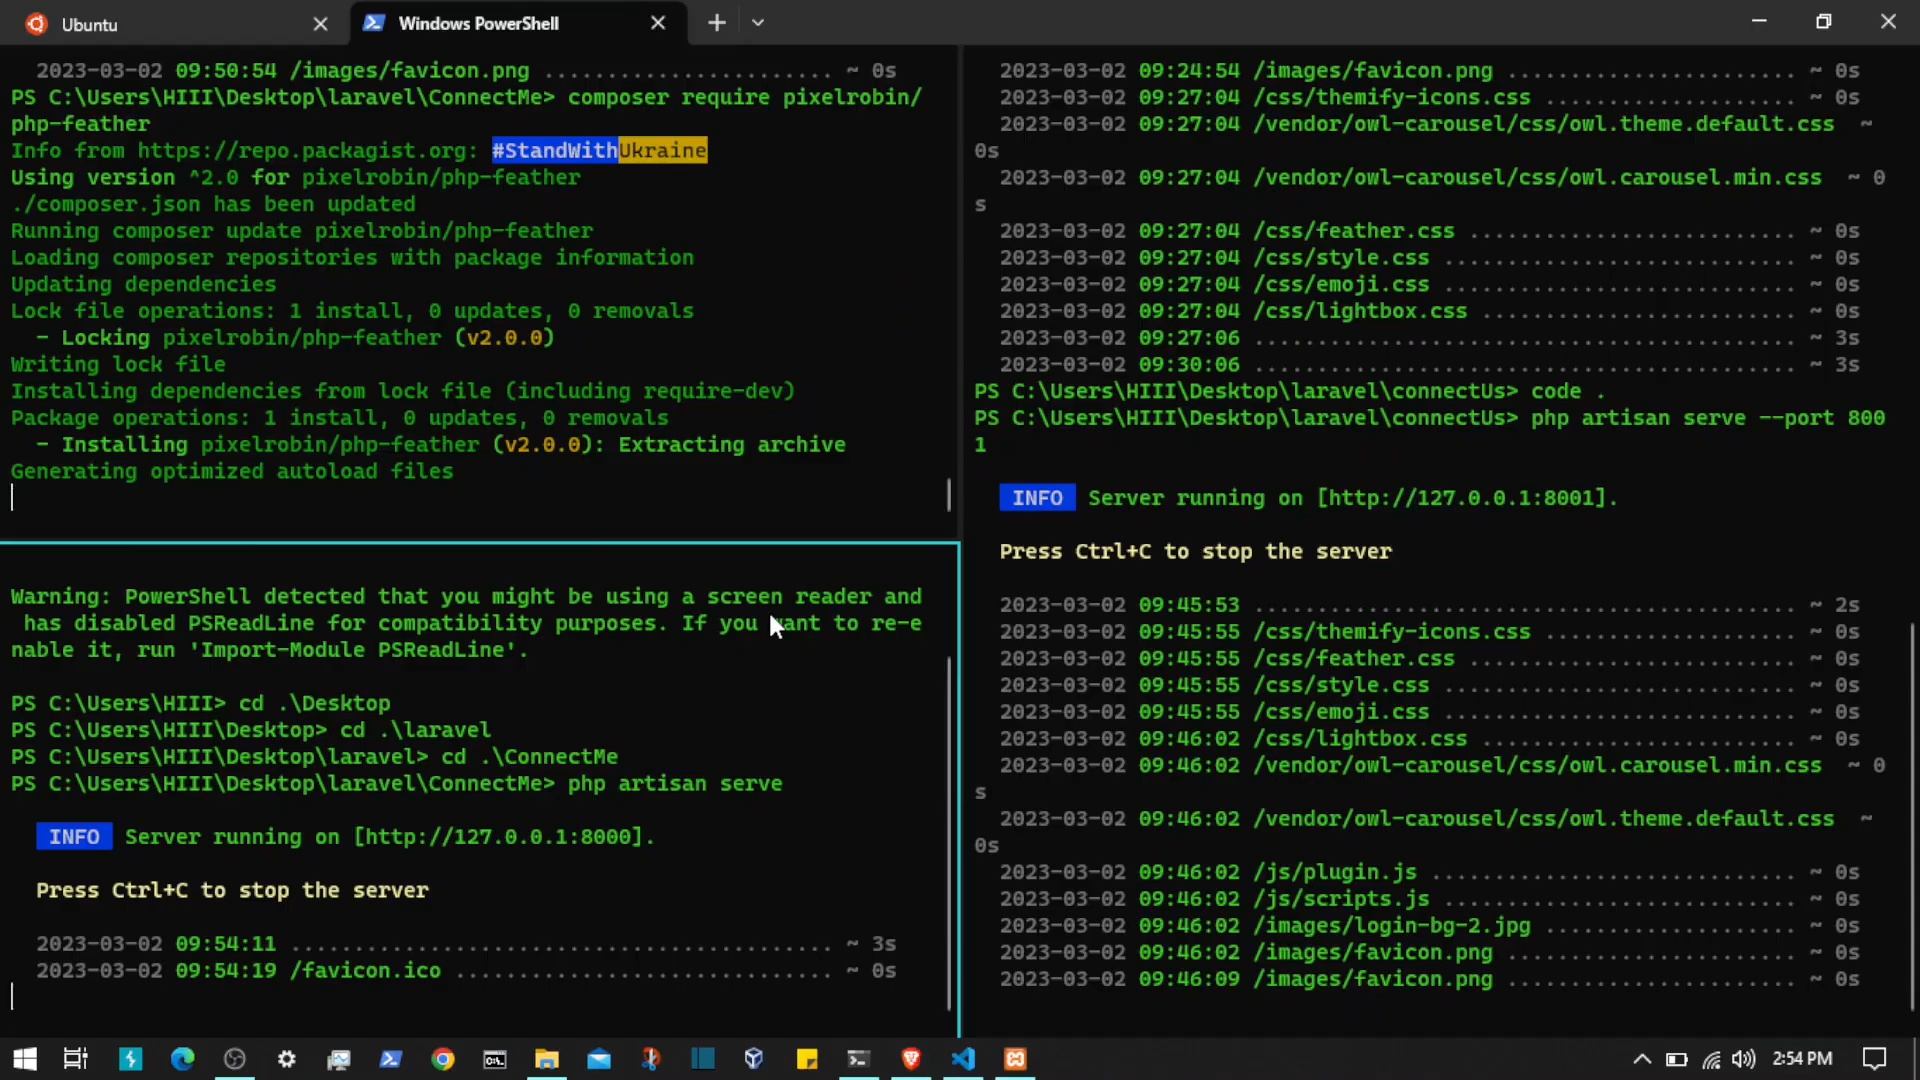 Ubuntu
Windows PowerShell
2023-03-02 09:50:54 /images/favicon.png ....................... ~ 0s
PS C:\Users\HIII\Desktop\laravel\ConnectMe> composer require pixelrobin/
php-feather
Info from https://repo.packagist.org: #StandWithUkraine
Using version ^2.0 for pixelrobin/php-feather
./composer.json has been updated
Running composer update pixelrobin/php-feather
Loading composer repositories with package information
Updating dependencies
Lock file operations: 1 install, 0 updates, 0 removals
  - Locking pixelrobin/php-feather (v2.0.0)
Writing lock file
Installing dependencies from lock file (including require-dev)
Package operations: 1 install, 0 updates, 0 removals
  - Installing pixelrobin/php-feather (v2.0.0): Extracting archive
Generating optimized autoload files
Warning: PowerShell detected that you might be using a screen reader and
 has disabled PSReadLine for compatibility purposes. If you want to re-e
nable it, run 'Import-Module PSReadLine'.
PS C:\Users\HIII> cd .\Desktop
PS C:\Users\HIII\Desktop> cd .\laravel
PS C:\Users\HIII\Desktop\laravel> cd .\ConnectMe
PS C:\Users\HIII\Desktop\laravel\ConnectMe> php artisan serve
INFO  Server running on [http://127.0.0.1:8000].
Press Ctrl+C to stop the server
2023-03-02 09:54:11 ........................................... ~ 3s
2023-03-02 09:54:19 /favicon.ico .............................. ~ 0s
2023-03-02 09:24:54 /images/favicon.png ....................... ~ 0s
2023-03-02 09:27:04 /css/themify-icons.css .................... ~ 0s
2023-03-02 09:27:04 /vendor/owl-carousel/css/owl.theme.default.css  ~
0s
2023-03-02 09:27:04 /vendor/owl-carousel/css/owl.carousel.min.css  ~ 0
s
2023-03-02 09:27:04 /css/feather.css .......................... ~ 0s
2023-03-02 09:27:04 /css/style.css ............................ ~ 0s
2023-03-02 09:27:04 /css/emoji.css ............................ ~ 0s
2023-03-02 09:27:04 /css/lightbox.css ......................... ~ 0s
2023-03-02 09:27:06 ........................................... ~ 3s
2023-03-02 09:30:06 ........................................... ~ 3s
PS C:\Users\HIII\Desktop\laravel\connectUs> code .
PS C:\Users\HIII\Desktop\laravel\connectUs> php artisan serve --port 800
1
INFO  Server running on [http://127.0.0.1:8001].
Press Ctrl+C to stop the server
2023-03-02 09:45:53 ........................................... ~ 2s
2023-03-02 09:45:55 /css/themify-icons.css .................... ~ 0s
2023-03-02 09:45:55 /css/feather.css .......................... ~ 0s
2023-03-02 09:45:55 /css/style.css ............................ ~ 0s
2023-03-02 09:45:55 /css/emoji.css ............................ ~ 0s
2023-03-02 09:46:02 /css/lightbox.css ......................... ~ 0s
2023-03-02 09:46:02 /vendor/owl-carousel/css/owl.carousel.min.css  ~ 0
s
2023-03-02 09:46:02 /vendor/owl-carousel/css/owl.theme.default.css  ~
0s
2023-03-02 09:46:02 /js/plugin.js ............................. ~ 0s
2023-03-02 09:46:02 /js/scripts.js ............................ ~ 0s
2023-03-02 09:46:02 /images/login-bg-2.jpg .................... ~ 0s
2023-03-02 09:46:02 /images/favicon.png ....................... ~ 0s
2023-03-02 09:46:09 /images/favicon.png ....................... ~ 0s
2:54 PM